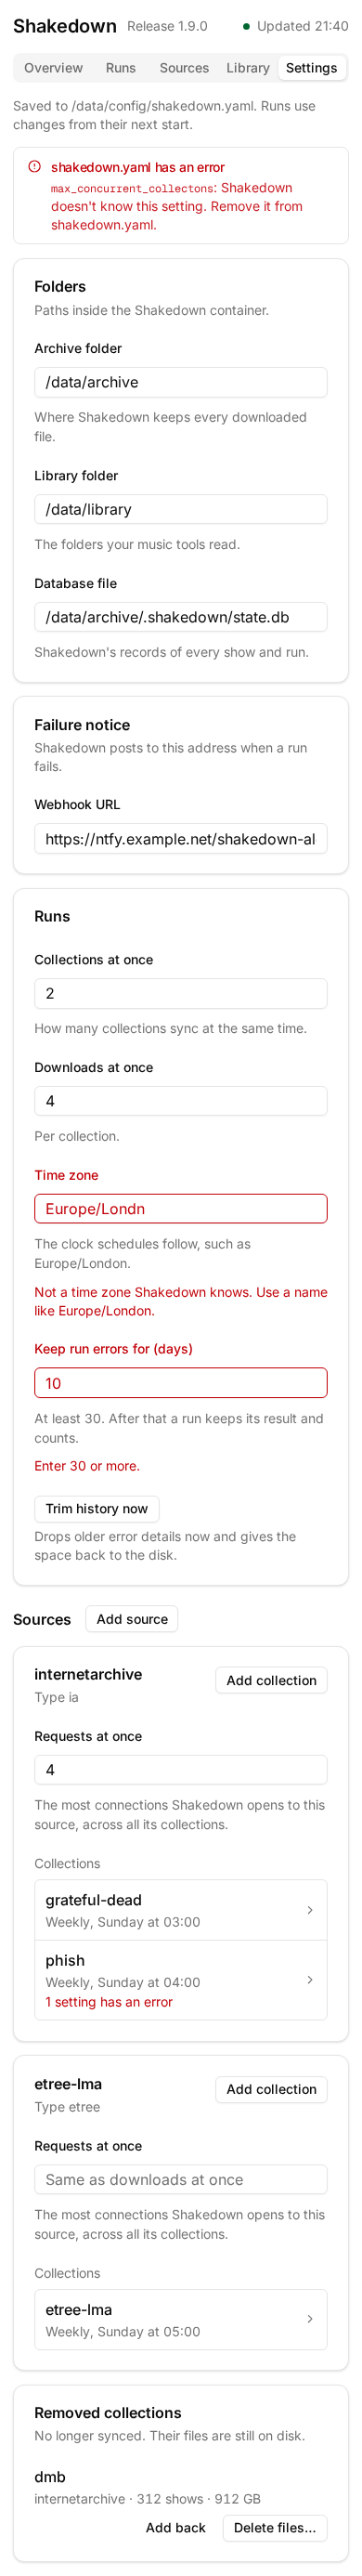 Shakedown Release 1.9.0 Updated 21:40
Overview Runs Sources Library Settings
Saved to /data/config/shakedown.yaml. Runs use
changes from their next start.
shakedown.yaml has an error
max_concurrent_collectons: Shakedown
doesn't know this setting. Remove it from
shakedown.yaml.
Folders
Paths inside the Shakedown container.
Archive folder
/data/archive
Where Shakedown keeps every downloaded
file.
Library folder
/data/library
The folders your music tools read.
Database file
/data/archive/.shakedown/state.db
Shakedown's records of every show and run.
Failure notice
Shakedown posts to this address when a run
fails.
Webhook URL
https://ntfy.example.net/shakedown-al
Runs
Collections at once
2
How many collections sync at the same time.
Downloads at once
4
Per collection.
Time zone
Europe/Londn
The clock schedules follow, such as
Europe/London.
Not a time zone Shakedown knows. Use a name
like Europe/London.
Keep run errors for (days)
10
At least 30. After that a run keeps its result and
counts.
Enter 30 or more.
Trim history now
Drops older error details now and gives the
space back to the disk.
Sources Add source
internetarchive Add collection
Type ia
Requests at once
4
The most connections Shakedown opens to this
source, across all its collections.
Collections
grateful-dead
Weekly, Sunday at 03:00
phish
Weekly, Sunday at 04:00
1 setting has an error
etree-lma Add collection
Type etree
Requests at once
Same as downloads at once
The most connections Shakedown opens to this
source, across all its collections.
Collections
etree-lma
Weekly, Sunday at 05:00
Removed collections
No longer synced. Their files are still on disk.
dmb
internetarchive · 312 shows · 912 GB
Add back Delete files...